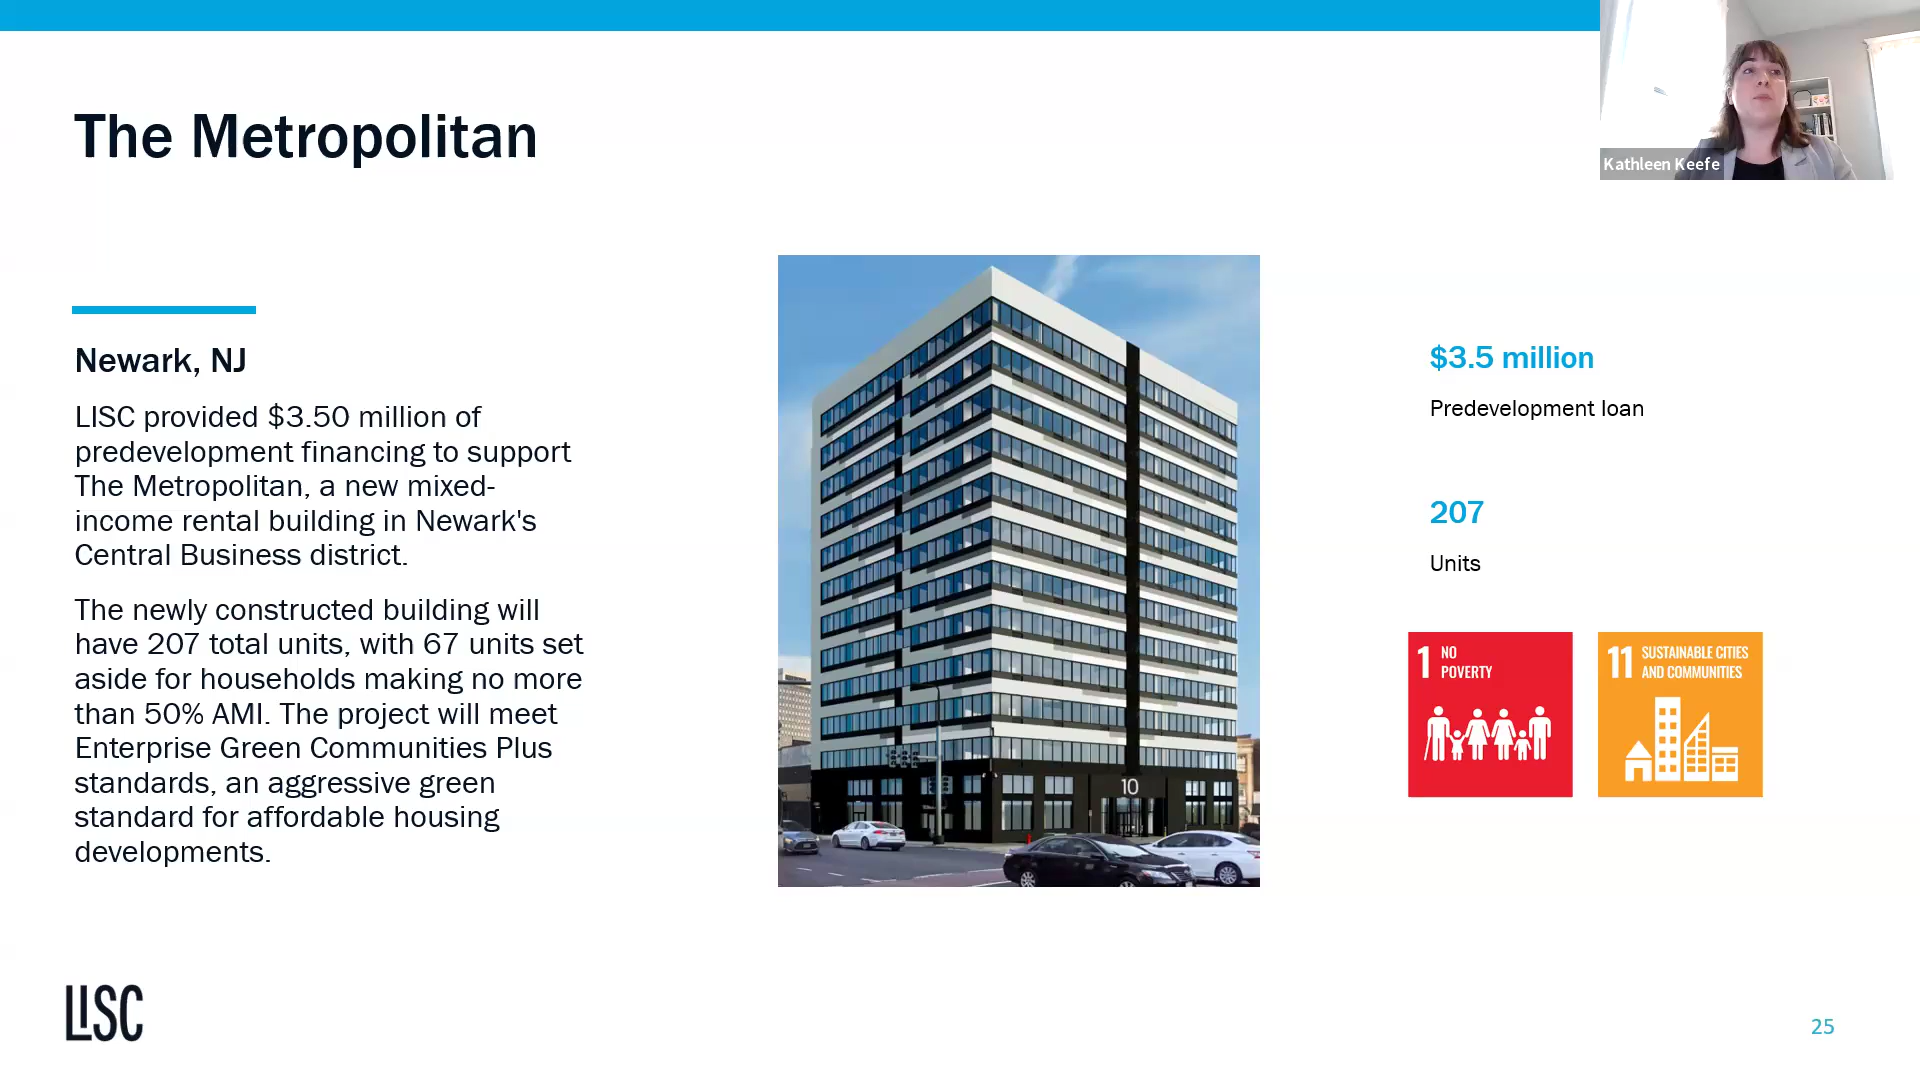 The Metropolitan
Kathleen Keefe
Newark, NJ
LISC provided $3.50 million of
predevelopment financing to support
The Metropolitan, a new mixed-
income rental building in Newark's
Central Business district.
The newly constructed building will
have 207 total units, with 67 units set
aside for households making no more
than 50% AMI. The project will meet
Enterprise Green Communities Plus
standards, an aggressive green
standard for affordable housing
developments.
10
$3.5 million
Predevelopment loan
207
Units
1 NO
POVERTY
11 SUSTAINABLE CITIES
AND COMMUNITIES
LISC
25